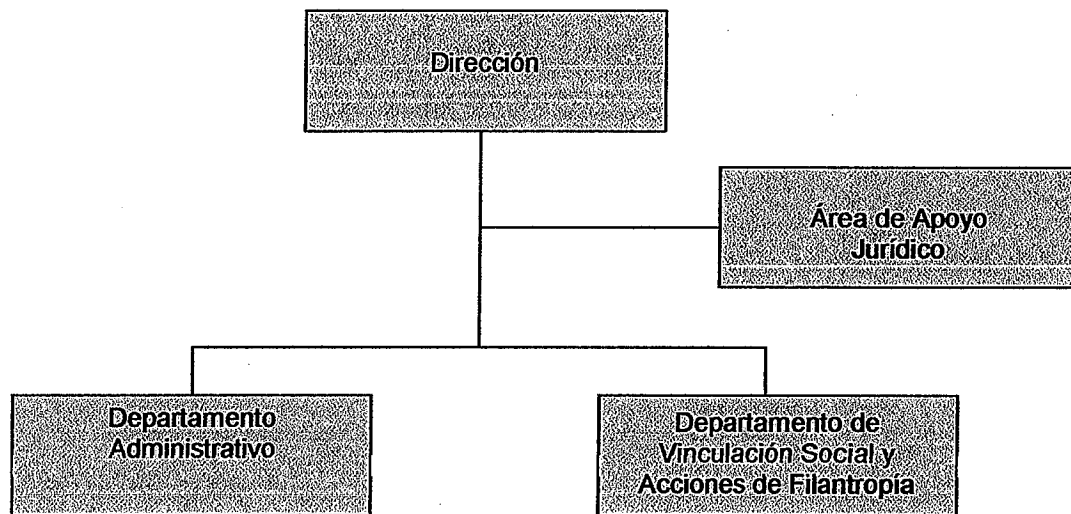 Dirección
Área de Apoyo
Jurídico
Departamento
Administrativo
Departamento de
Vinculación Social y
Acciones de Filantropía